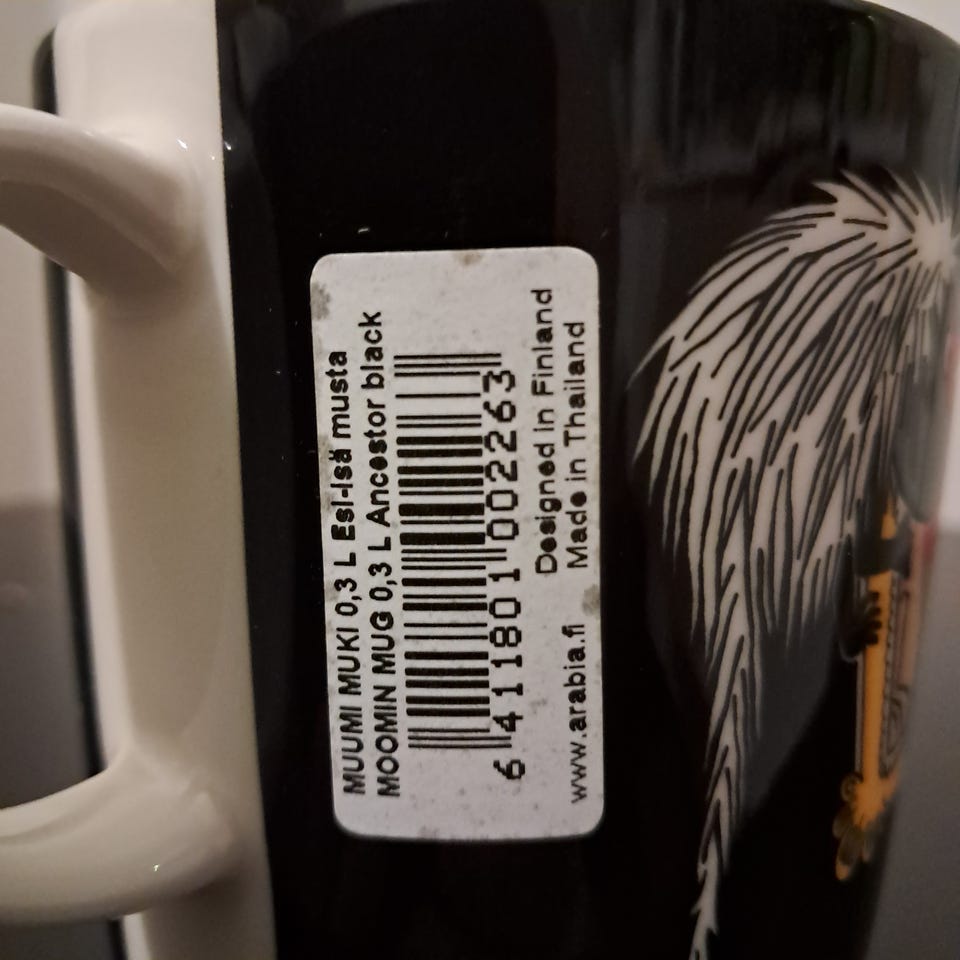 MUUMI MUKI 0,3 L Esi-Isä musta
MOOMIN MUG 0,3 L Ancestor black
6 411801 002263
Designed in Finland
www.arabia.fi Made in Thailand